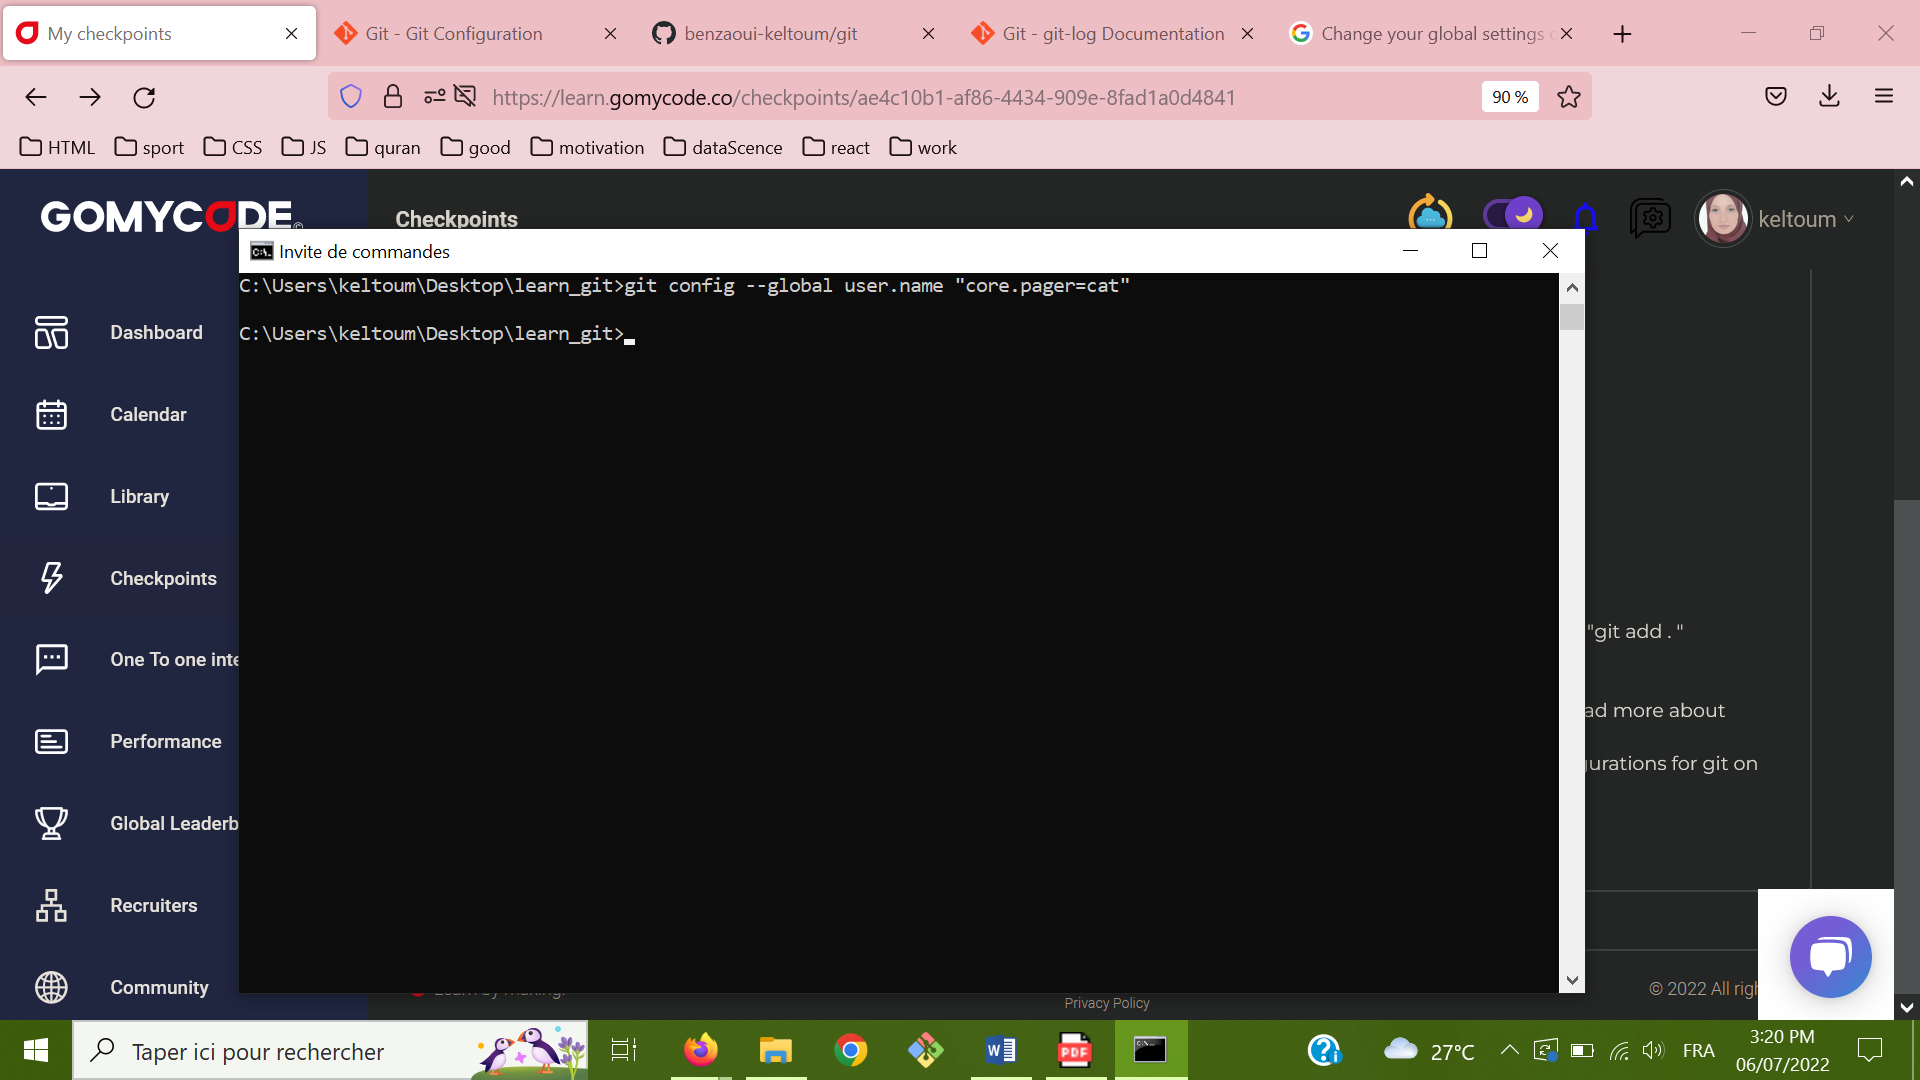 My checkpoints
Git - Git Configuration
benzaoui-keltoum/git
Git - git-log Documentation
Change your global settings
https://learn.gomycode.co/checkpoints/ae4c10b1-af86-4434-909e-8fad1a0d4841
90 %
HTML
sport
CSS
JS
quran
good
motivation
dataScence
react
work
GOMYCODE
Checkpoints
keltoum
Invite de commandes
C:\Users\keltoum\Desktop\learn_git>git config --global user.name "core.pager=cat"
C:\Users\keltoum\Desktop\learn_git>
Dashboard
Calendar
Library
Checkpoints
One To one inte
Performance
Global Leaderb
Recruiters
Community
"git add . "
ad more about
urations for git on
Privacy Policy
© 2022 All righ
Taper ici pour rechercher
W
PDF
27°C
FRA
3:20 PM
06/07/2022